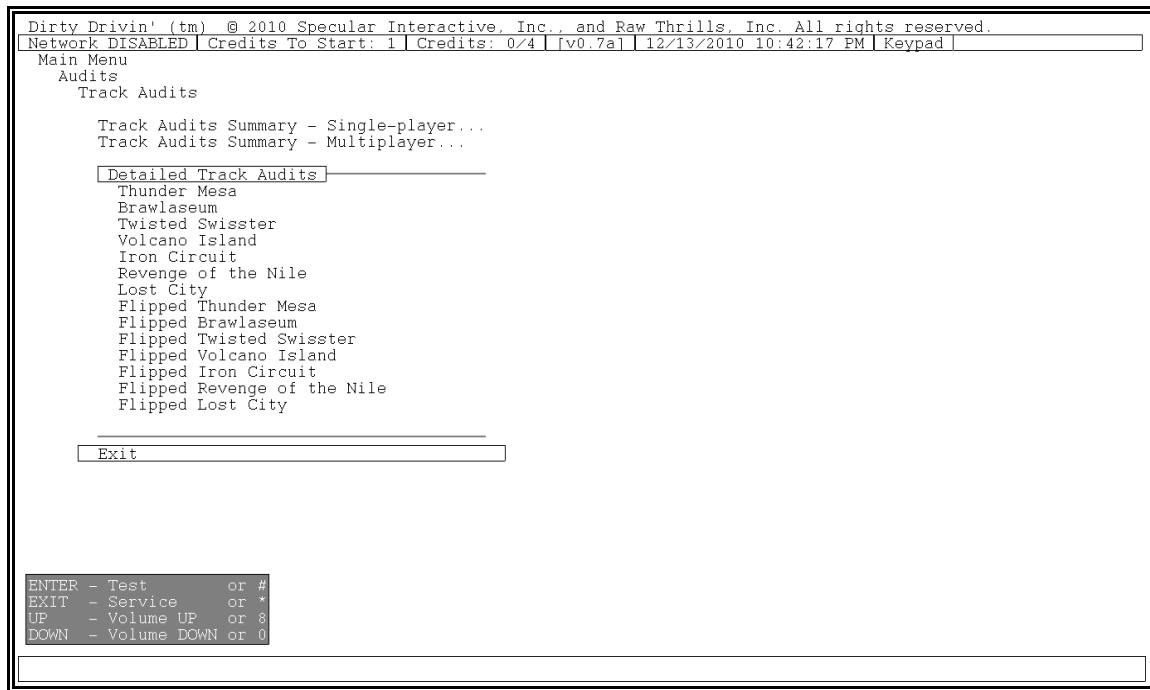 Dirty Drivin' (tm)  © 2010 Specular Interactive, Inc., and Raw Thrills, Inc. All rights reserved.
Network DISABLED | Credits To Start: 1 | Credits: 0/4 | [v0.7a] | 12/13/2010 10:42:17 PM | Keypad |
Main Menu
Audits
Track Audits
Track Audits Summary - Single-player...
Track Audits Summary - Multiplayer...
Detailed Track Audits
Thunder Mesa
Brawlaseum
Twisted Swisster
Volcano Island
Iron Circuit
Revenge of the Nile
Lost City
Flipped Thunder Mesa
Flipped Brawlaseum
Flipped Twisted Swisster
Flipped Volcano Island
Flipped Iron Circuit
Flipped Revenge of the Nile
Flipped Lost City
Exit
ENTER - Test or #
EXIT - Service or *
UP - Volume UP or 8
DOWN - Volume DOWN or 0